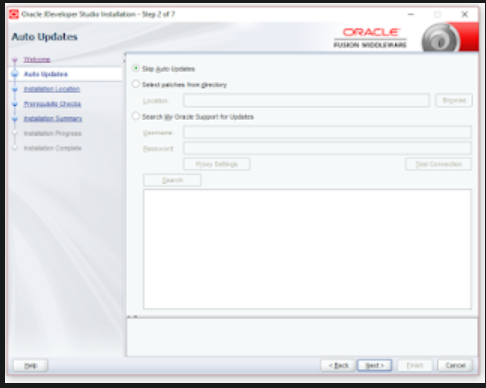 Oracle JDeveloper Studio Installation - Step 2 of 7
Auto Updates
ORACLE
FUSION MIDDLEWARE
Welcome
Auto Updates
Installation Location
Prerequisite Checks
Installation Summary
Installation Progress
Installation Complete
Skip Auto Updates
Select patches from directory
Location:
Browse
Search My Oracle Support for Updates
Username:
Password:
Proxy Settings
Test Connection
Search
Help
< Back
Next >
Finish
Cancel